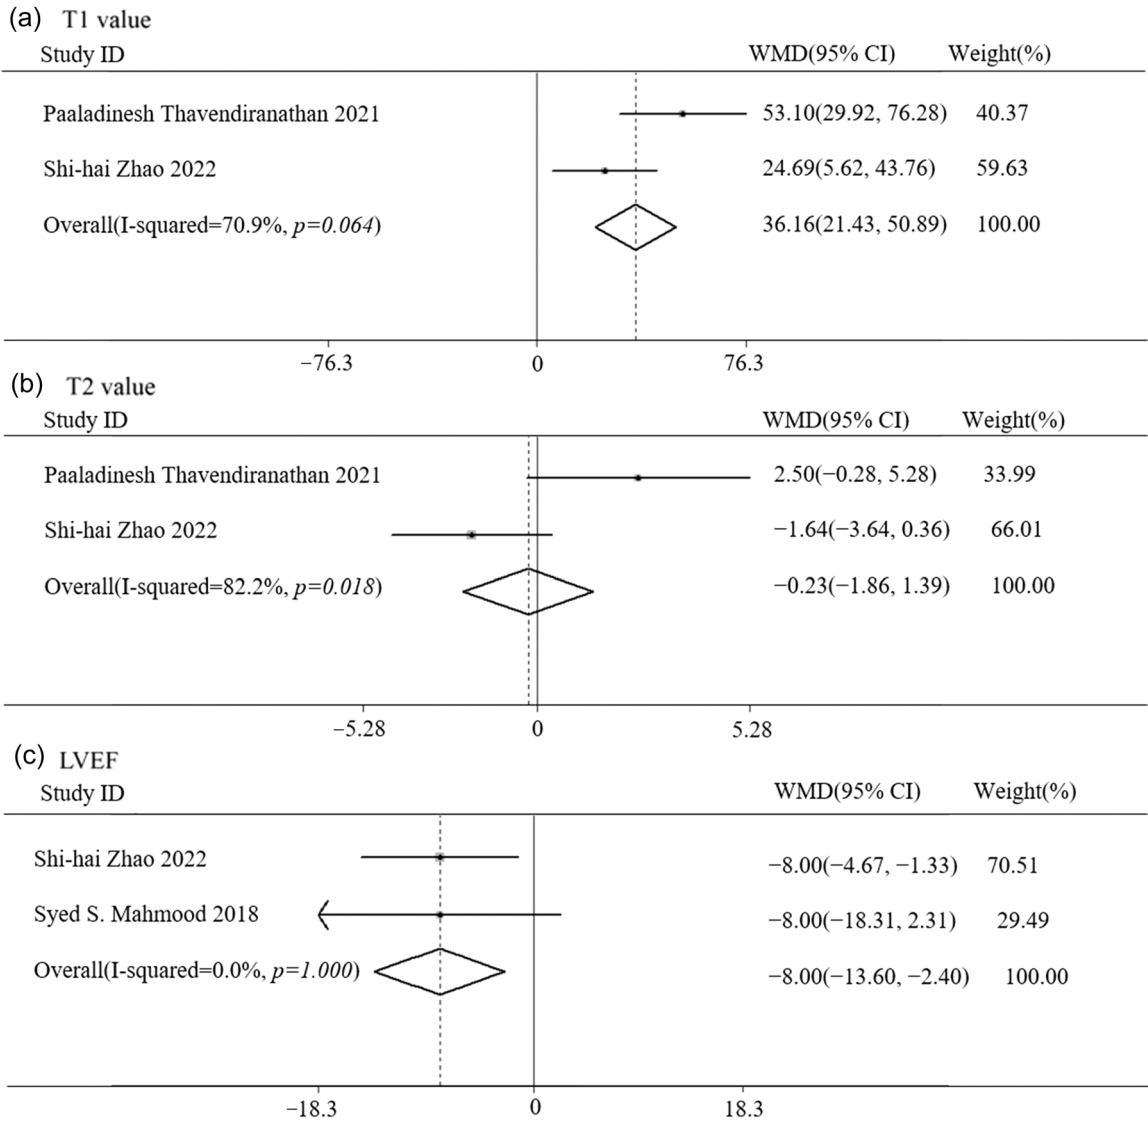 (a) T1 value
Study ID WMD(95% CI) Weight(%)
Paaladinesh Thavendiranathan 2021 53.10(29.92, 76.28) 40.37
Shi-hai Zhao 2022 24.69(5.62, 43.76) 59.63
Overall(I-squared=70.9%, p=0.064) 36.16(21.43, 50.89) 100.00
−76.3 0 76.3
(b) T2 value
Study ID WMD(95% CI) Weight(%)
Paaladinesh Thavendiranathan 2021 2.50(−0.28, 5.28) 33.99
Shi-hai Zhao 2022 −1.64(−3.64, 0.36) 66.01
Overall(I-squared=82.2%, p=0.018) −0.23(−1.86, 1.39) 100.00
−5.28 0 5.28
(c) LVEF
Study ID WMD(95% CI) Weight(%)
Shi-hai Zhao 2022 −8.00(−4.67, −1.33) 70.51
Syed S. Mahmood 2018 −8.00(−18.31, 2.31) 29.49
Overall(I-squared=0.0%, p=1.000) −8.00(−13.60, −2.40) 100.00
−18.3 0 18.3